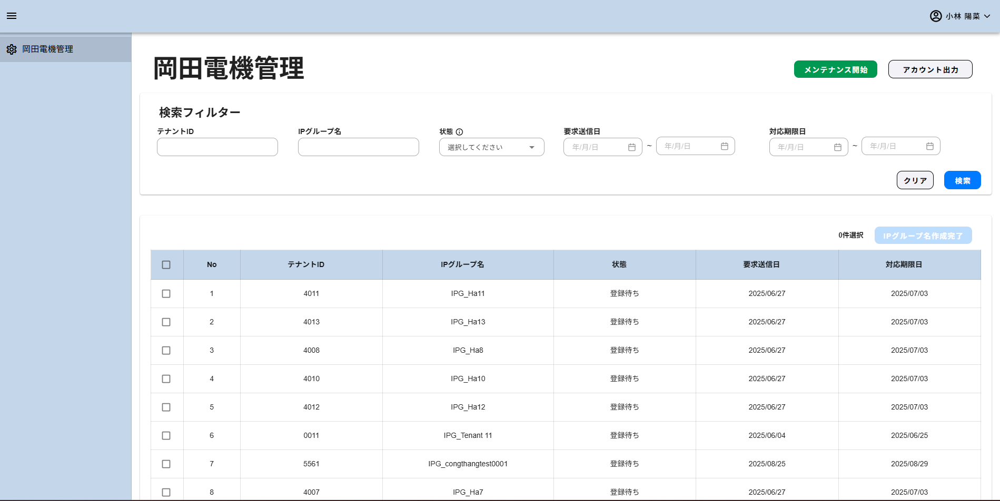 小林 陽菜
岡田電機管理
岡田電機管理
メンテナンス開始
アカウント出力
検索フィルター
テナントID
IPグループ名
状態
要求送信日
対応期限日
選択してください
年/月/日
~
年/月/日
年/月/日
~
年/月/日
クリア
検索
0件選択
IPグループ名作成完了
No テナントID IPグループ名 状態 要求送信日 対応期限日
1 4011 IPG_Ha11 登録待ち 2025/06/27 2025/07/03
2 4013 IPG_Ha13 登録待ち 2025/06/27 2025/07/03
3 4008 IPG_Ha8 登録待ち 2025/06/27 2025/07/03
4 4010 IPG_Ha10 登録待ち 2025/06/27 2025/07/03
5 4012 IPG_Ha12 登録待ち 2025/06/27 2025/07/03
6 0011 IPG_Tenant 11 登録待ち 2025/06/04 2025/06/25
7 5561 IPG_congthangtest0001 登録待ち 2025/08/25 2025/08/29
8 4007 IPG_Ha7 登録待ち 2025/06/27 2025/07/03